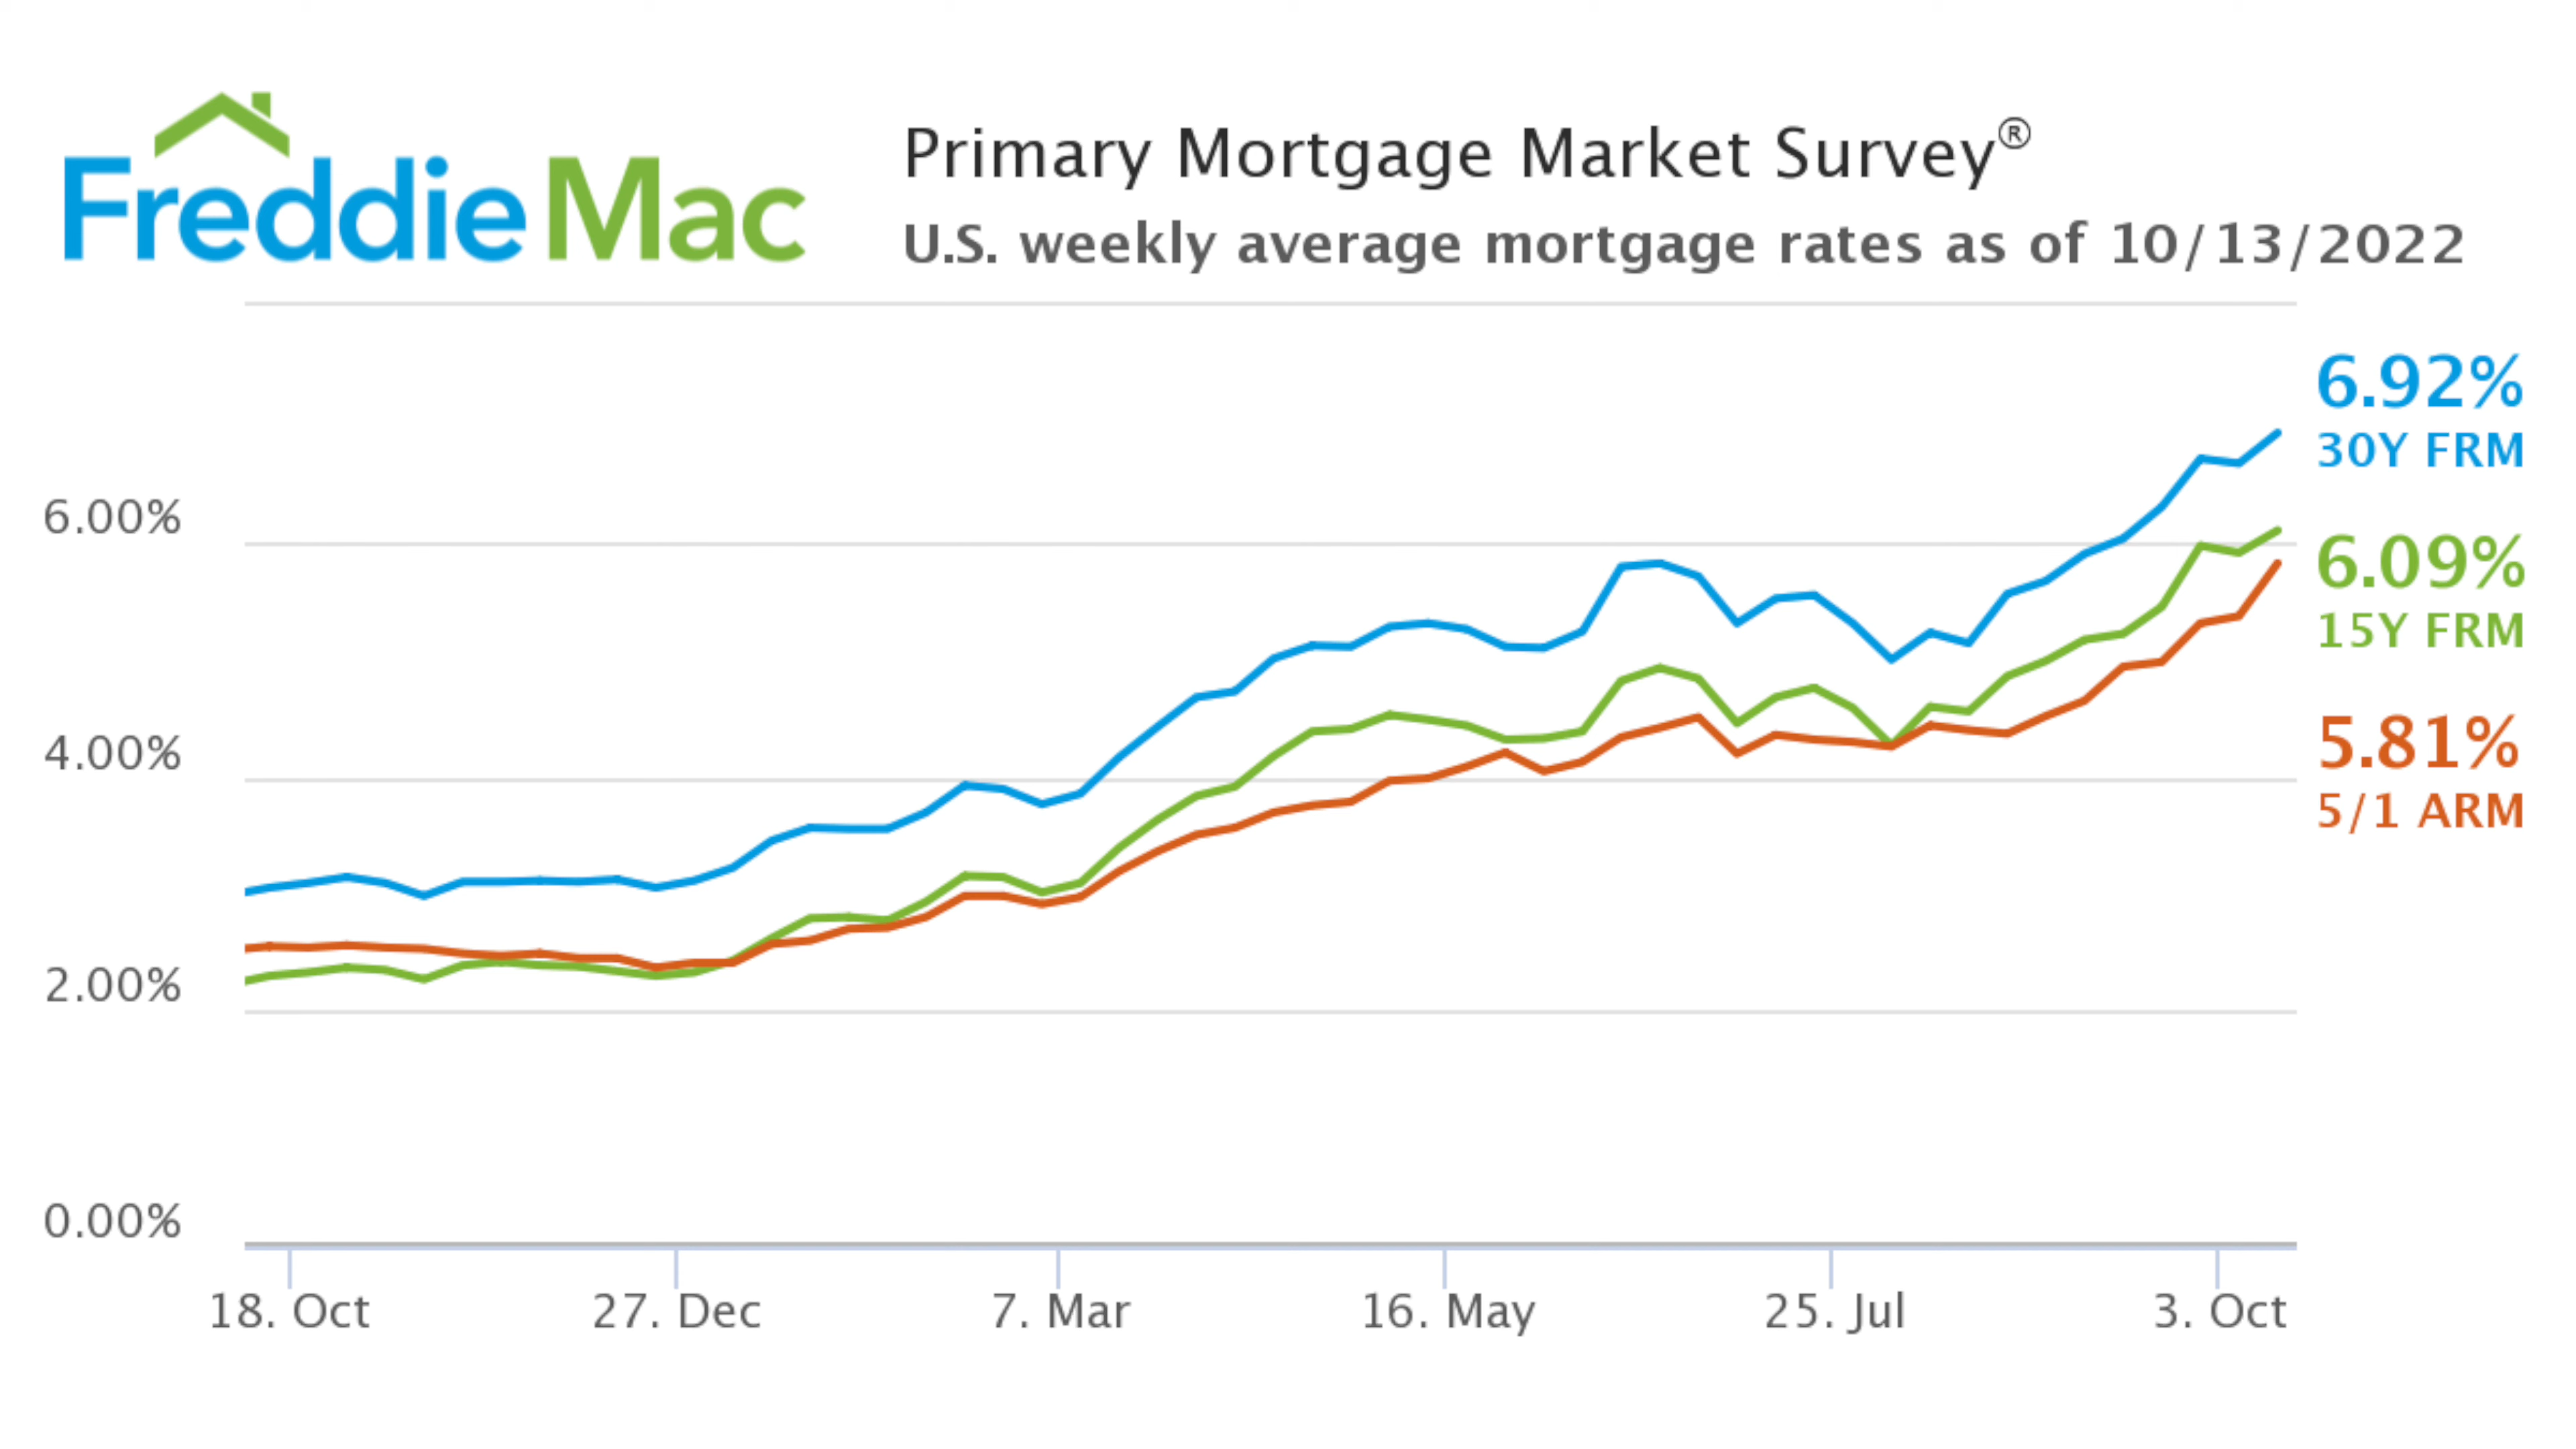 FreddieMac
Primary Mortgage Market Survey®
U.S. weekly average mortgage rates as of 10/13/2022
6.92%
30Y FRM
6.09%
15Y FRM
5.81%
5/1 ARM
6.00%
4.00%
2.00%
0.00%
18. Oct 27. Dec 7. Mar 16. May 25. Jul 3. Oct